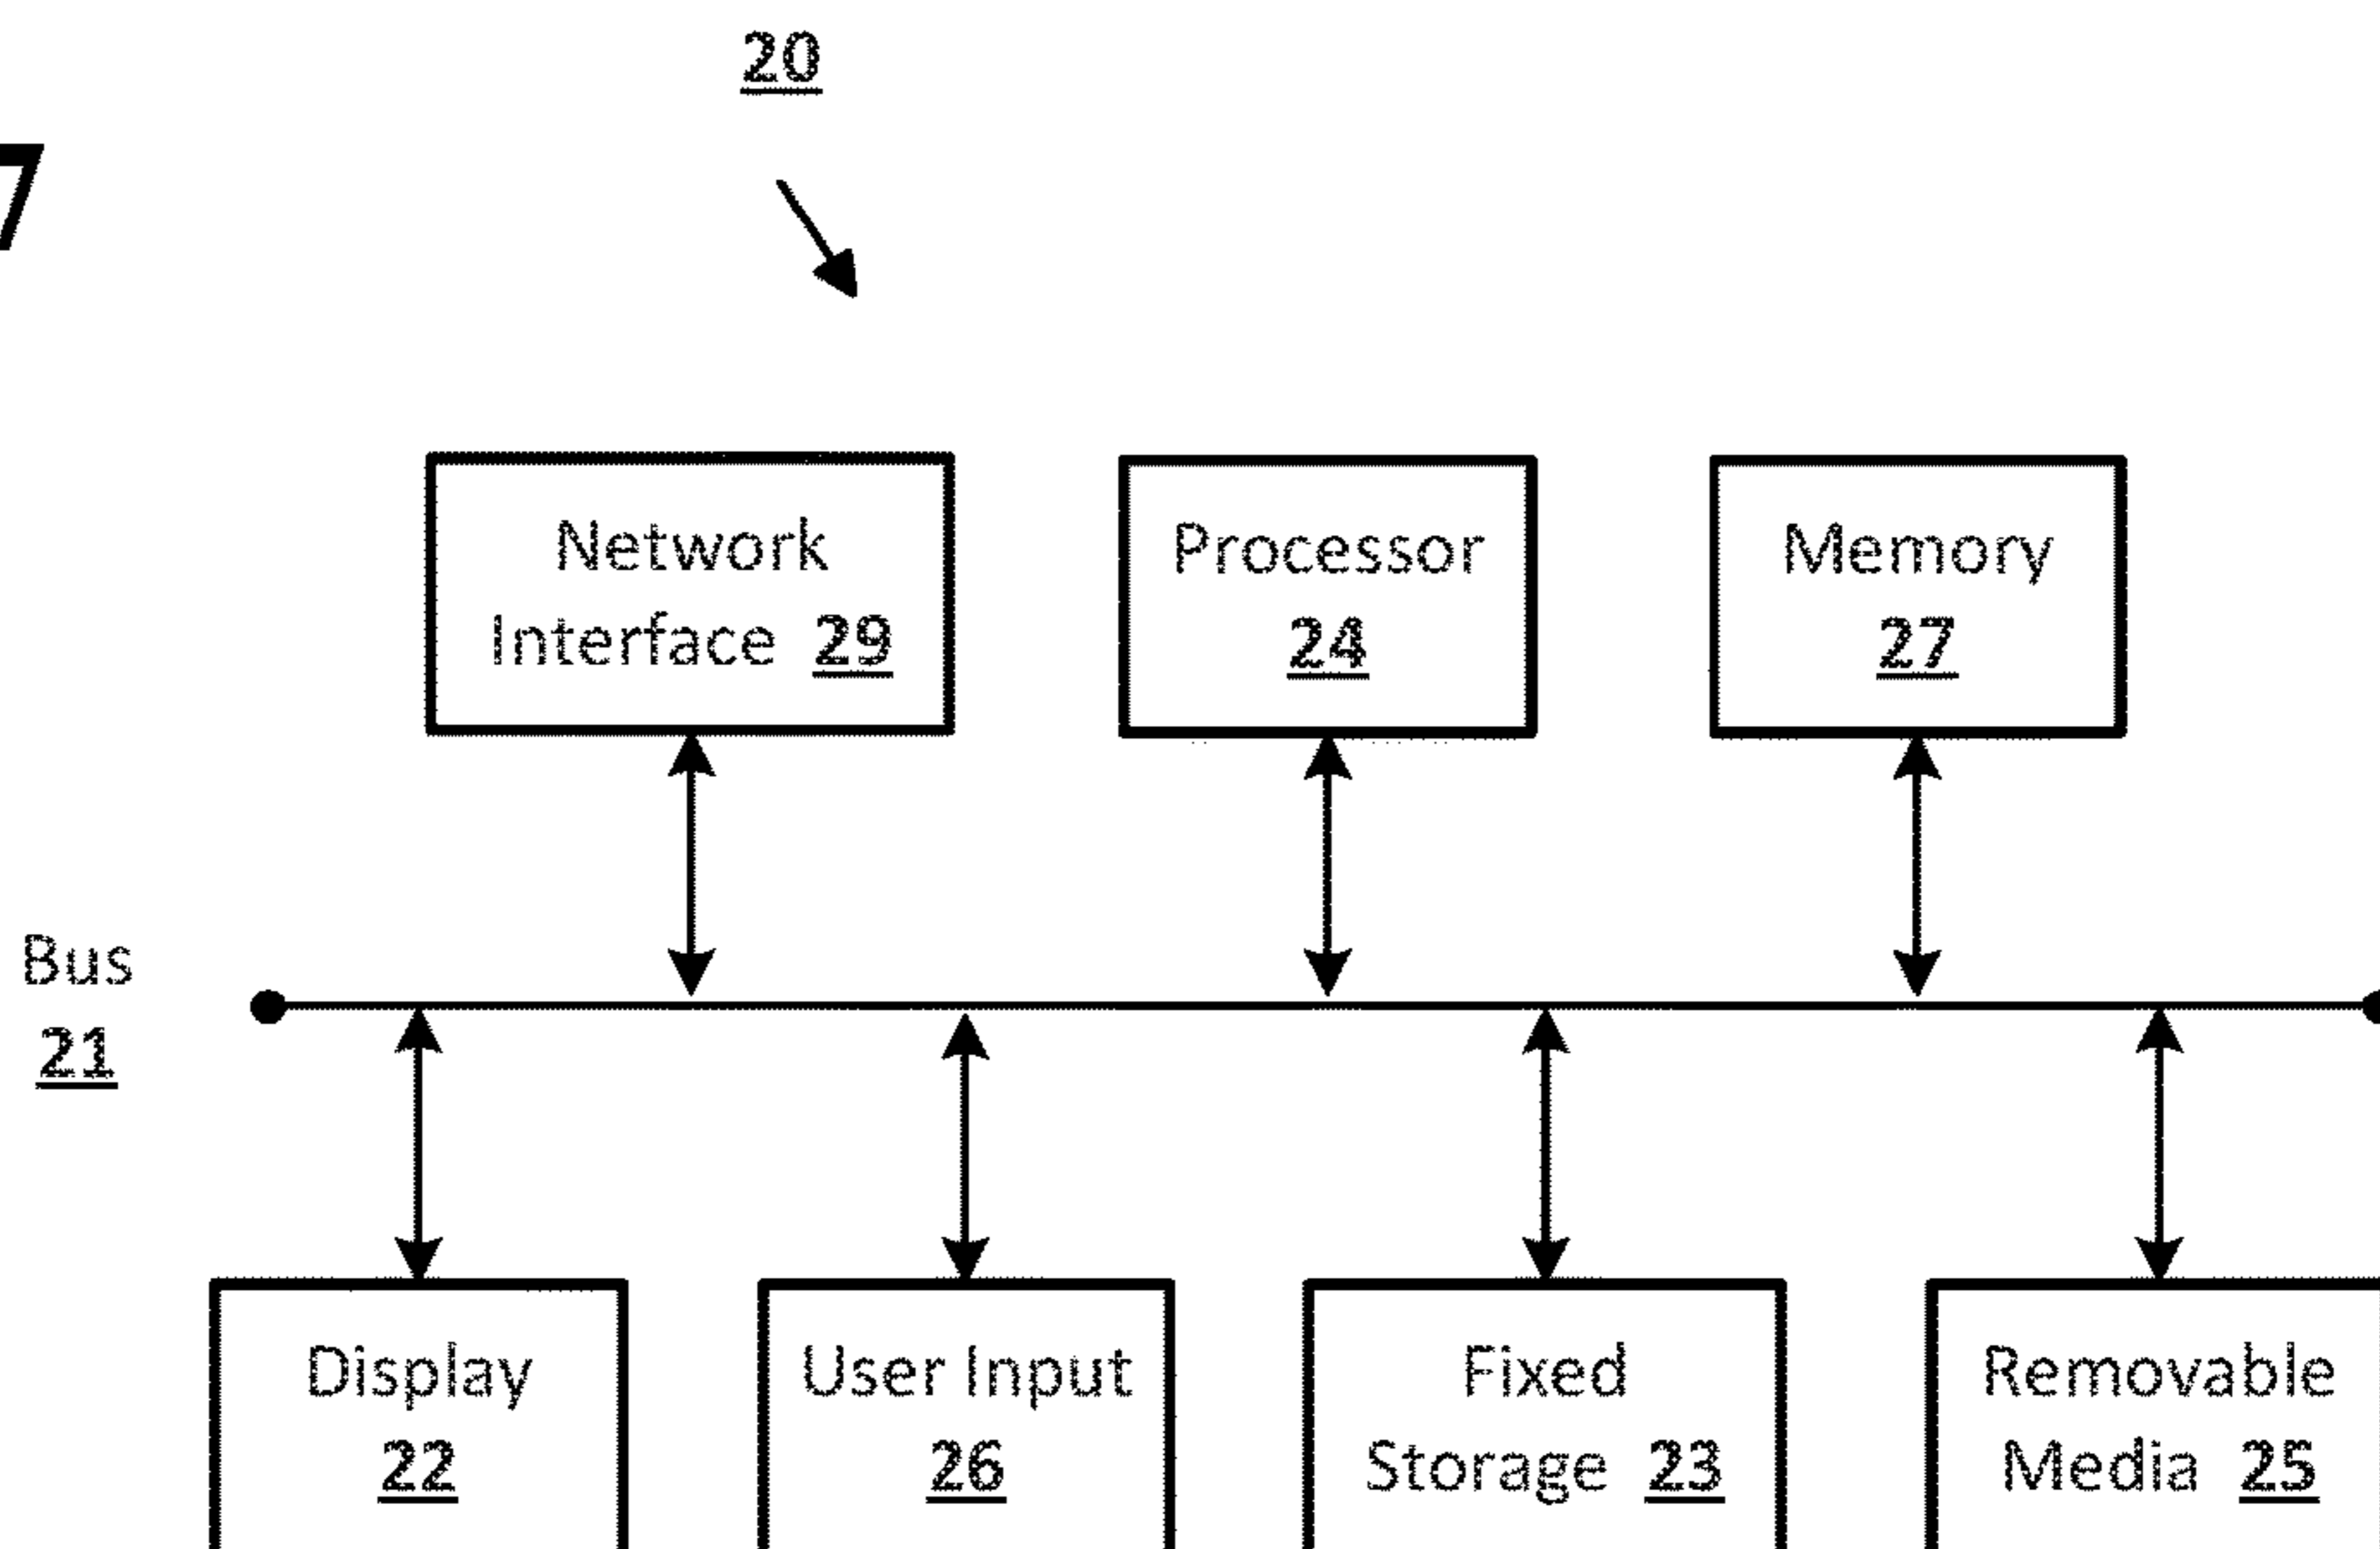 20
7
Network
Interface 29
Processor
24
Memory
27
Bus
21
Display
22
User Input
26
Fixed
Storage 23
Removable
Media 25